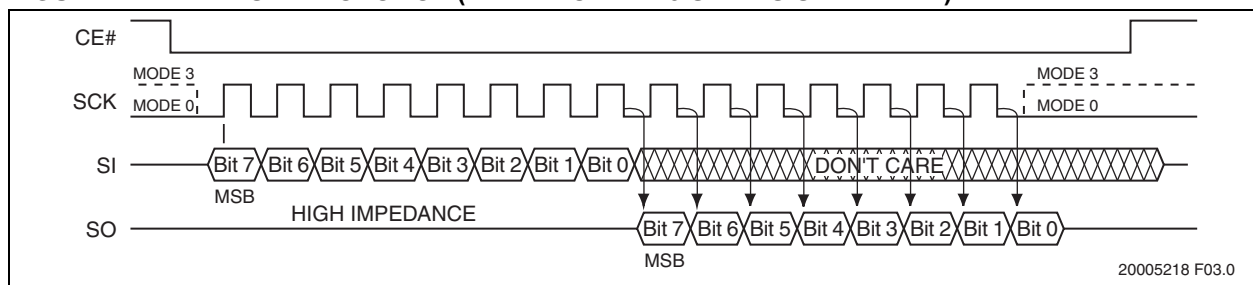 CE#
MODE 3 MODE 3
SCK MODE 0 MODE 0
SI Bit 7 Bit 6 Bit 5 Bit 4 Bit 3 Bit 2 Bit 1 Bit 0 DON'T CARE
MSB
HIGH IMPEDANCE
SO Bit 7 Bit 6 Bit 5 Bit 4 Bit 3 Bit 2 Bit 1 Bit 0
MSB
20005218 F03.0